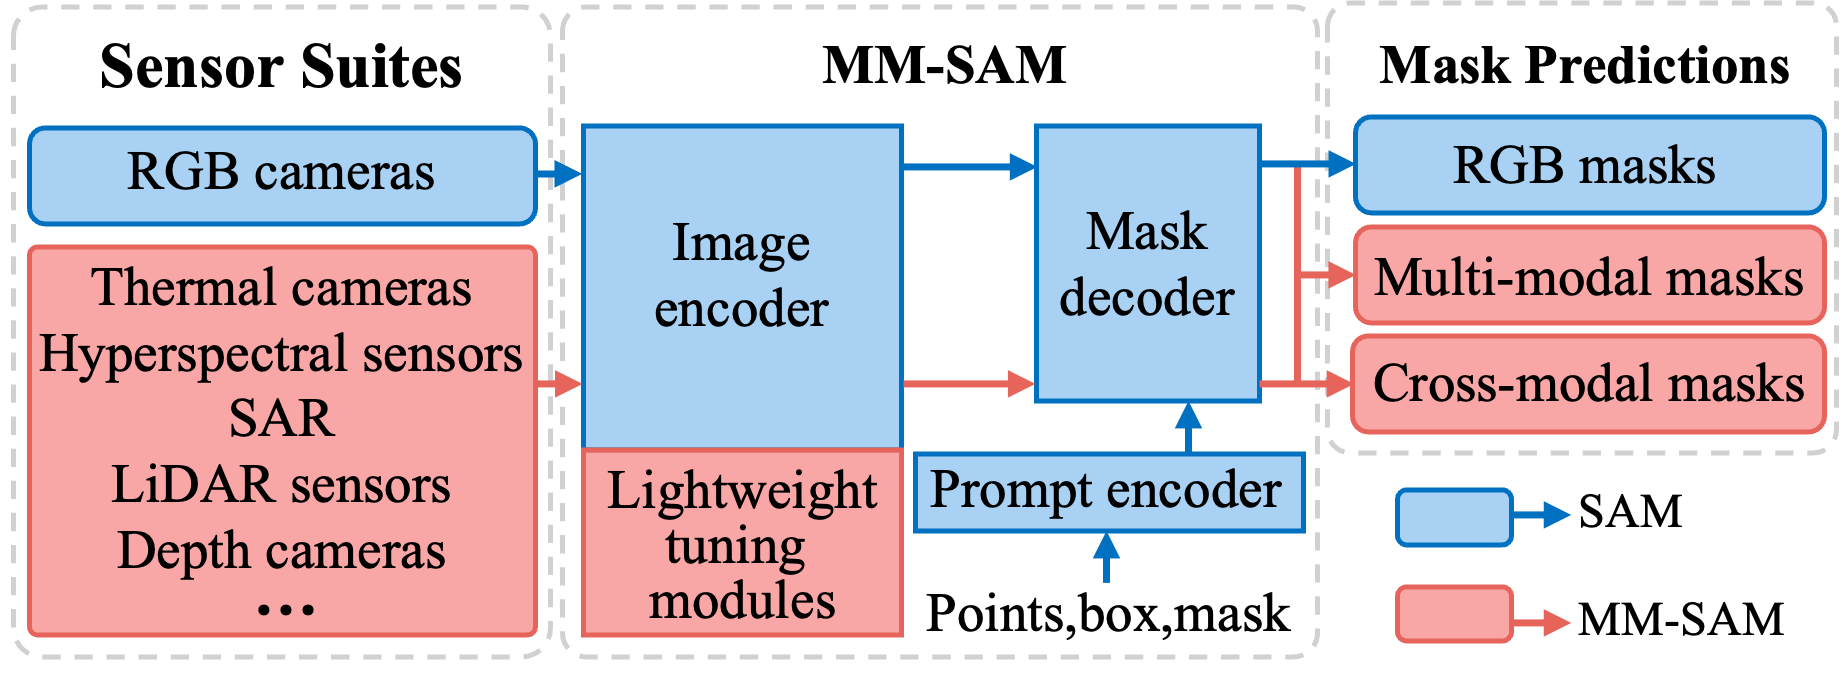 Sensor Suites
RGB cameras
Thermal cameras
Hyperspectral sensors
SAR
LiDAR sensors
Depth cameras
...
MM-SAM
Image
encoder
Lightweight
tuning
modules
Mask
decoder
Prompt encoder
Points,box,mask
Mask Predictions
RGB masks
Multi-modal masks
Cross-modal masks
SAM
MM-SAM